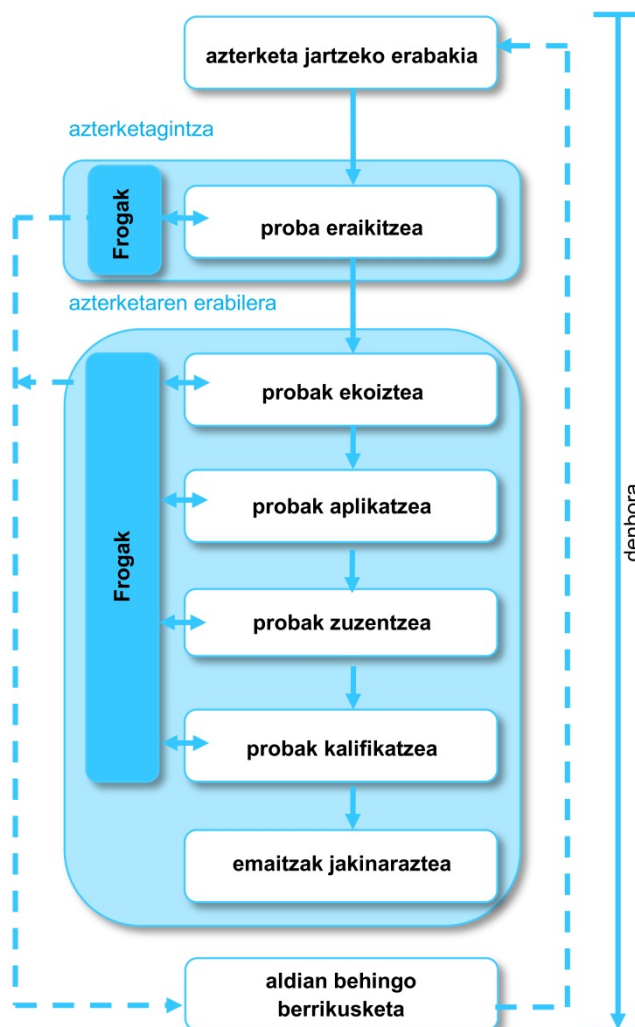 azterketa jartzeko erabakia
azterketagintza
Frogak
proba eraikitzea
azterketaren erabilera
probak ekoiztea
probak aplikatzea
Frogak
probak zuzentzea
probak kalifikatzea
emaitzak jakinaraztea
aldian behingo
berrikusketa
denbora